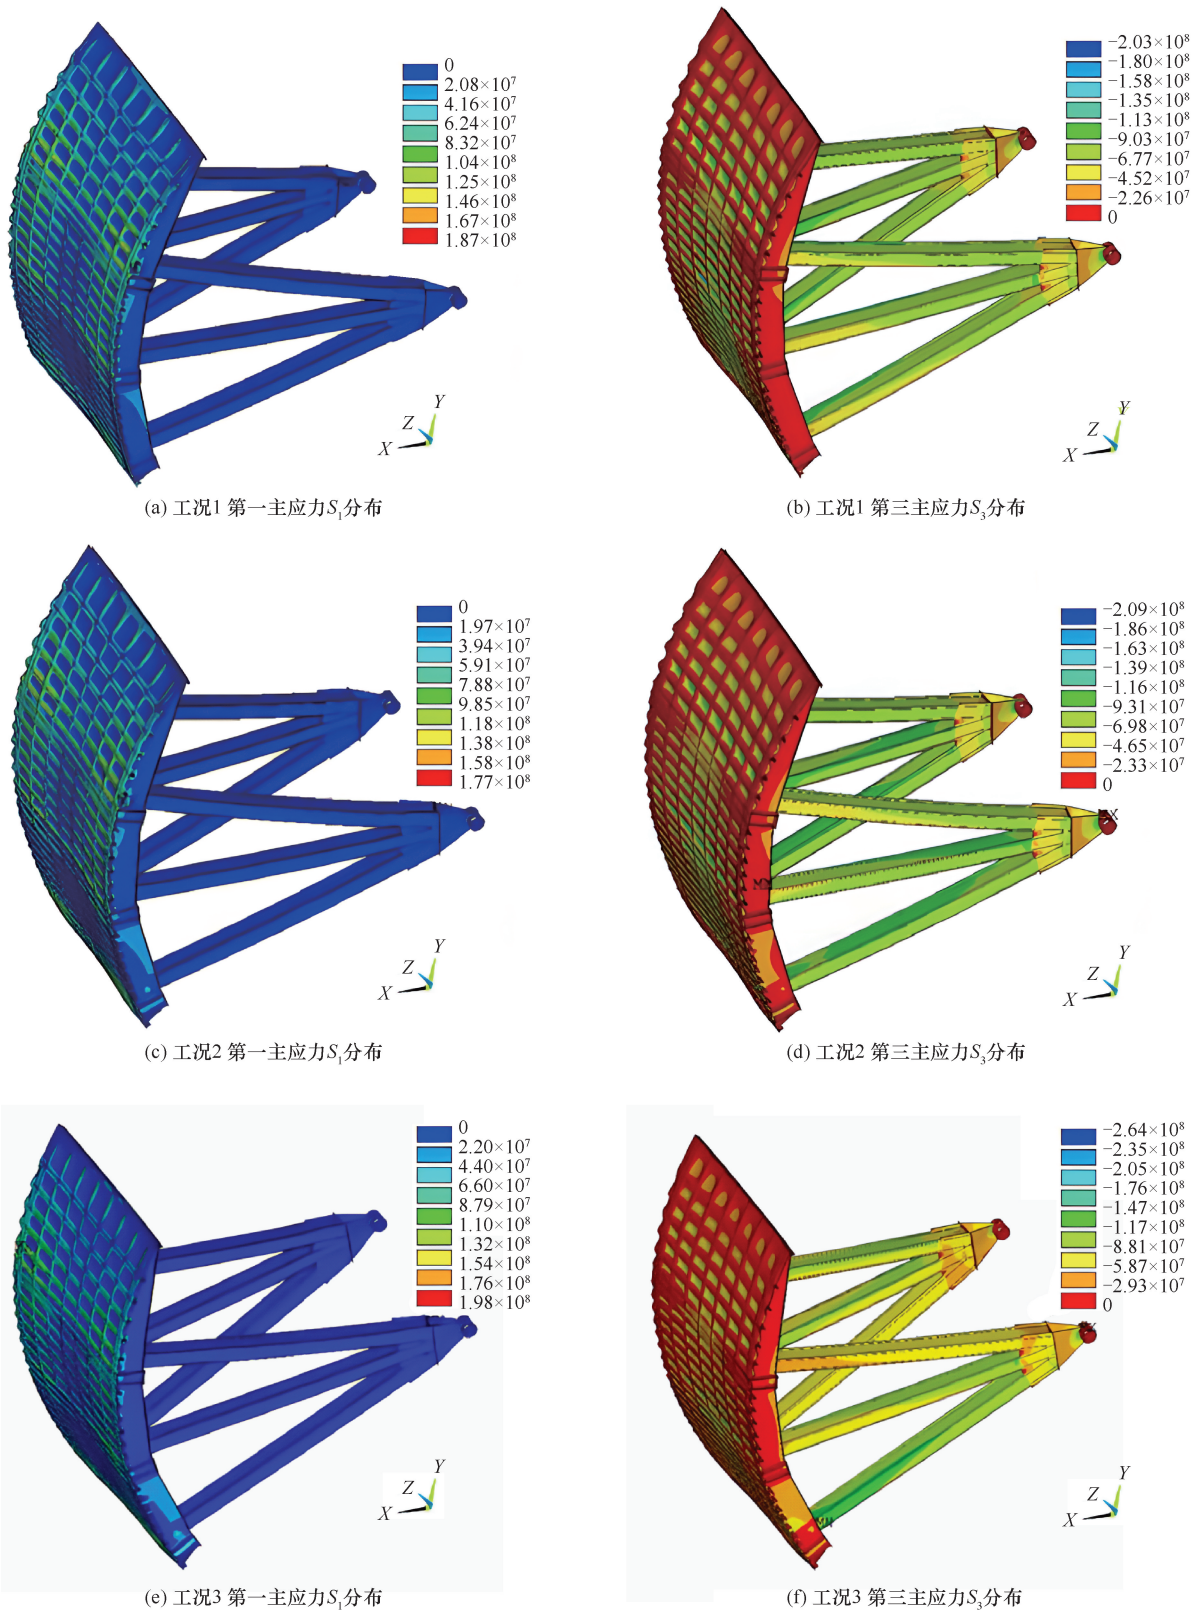 0
2.08×10⁷
4.16×10⁷
6.24×10⁷
8.32×10⁷
1.04×10⁸
1.25×10⁸
1.46×10⁸
1.67×10⁸
1.87×10⁸
Y
Z
X
(a) 工况1 第一主应力S₁分布
−2.03×10⁸
−1.80×10⁸
−1.58×10⁸
−1.35×10⁸
−1.13×10⁸
−9.03×10⁷
−6.77×10⁷
−4.52×10⁷
−2.26×10⁷
0
Y
Z
X
(b) 工况1 第三主应力S₃分布
0
1.97×10⁷
3.94×10⁷
5.91×10⁷
7.88×10⁷
9.85×10⁷
1.18×10⁸
1.38×10⁸
1.58×10⁸
1.77×10⁸
Y
Z
X
(c) 工况2 第一主应力S₁分布
−2.09×10⁸
−1.86×10⁸
−1.63×10⁸
−1.39×10⁸
−1.16×10⁸
−9.31×10⁷
−6.98×10⁷
−4.65×10⁷
−2.33×10⁷
0
Y
Z
X
(d) 工况2 第三主应力S₃分布
0
2.20×10⁷
4.40×10⁷
6.60×10⁷
8.79×10⁷
1.10×10⁸
1.32×10⁸
1.54×10⁸
1.76×10⁸
1.98×10⁸
Y
Z
X
(e) 工况3 第一主应力S₁分布
−2.64×10⁸
−2.35×10⁸
−2.05×10⁸
−1.76×10⁸
−1.47×10⁸
−1.17×10⁸
−8.81×10⁷
−5.87×10⁷
−2.93×10⁷
0
Y
Z
X
(f) 工况3 第三主应力S₃分布